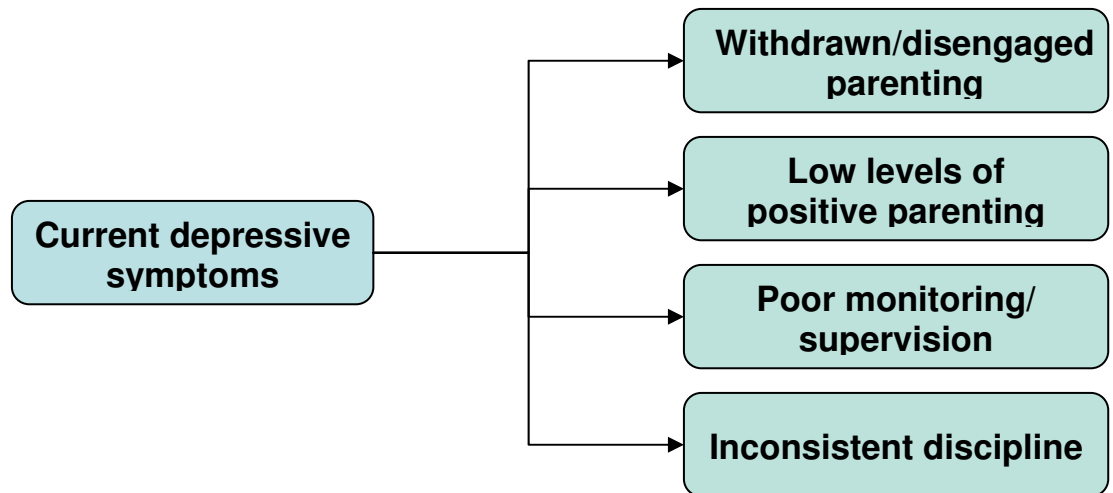 Withdrawn/disengaged
parenting
Low levels of
positive parenting
Current depressive
symptoms
Poor monitoring/
supervision
Inconsistent discipline